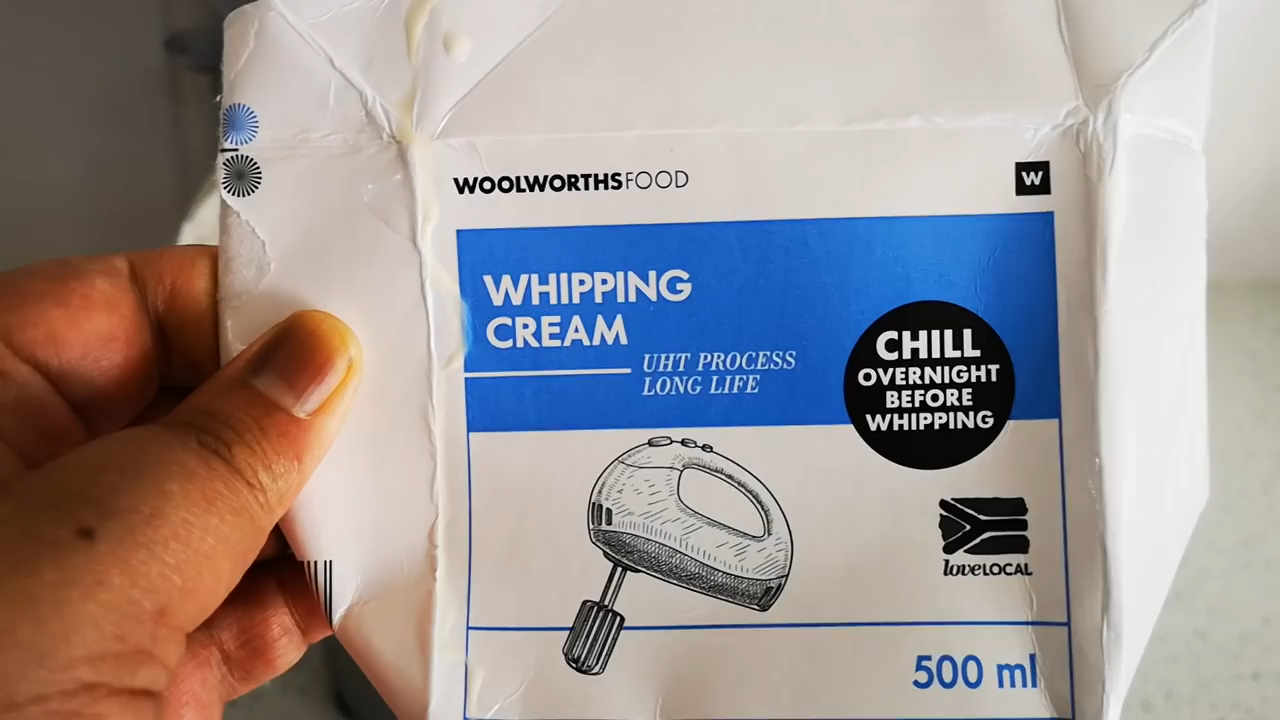 WOOLWORTHSFOOD
W
WHIPPING
CREAM
UHT PROCESS
LONG LIFE
CHILL
OVERNIGHT
BEFORE
WHIPPING
loveLOCAL
500 ml